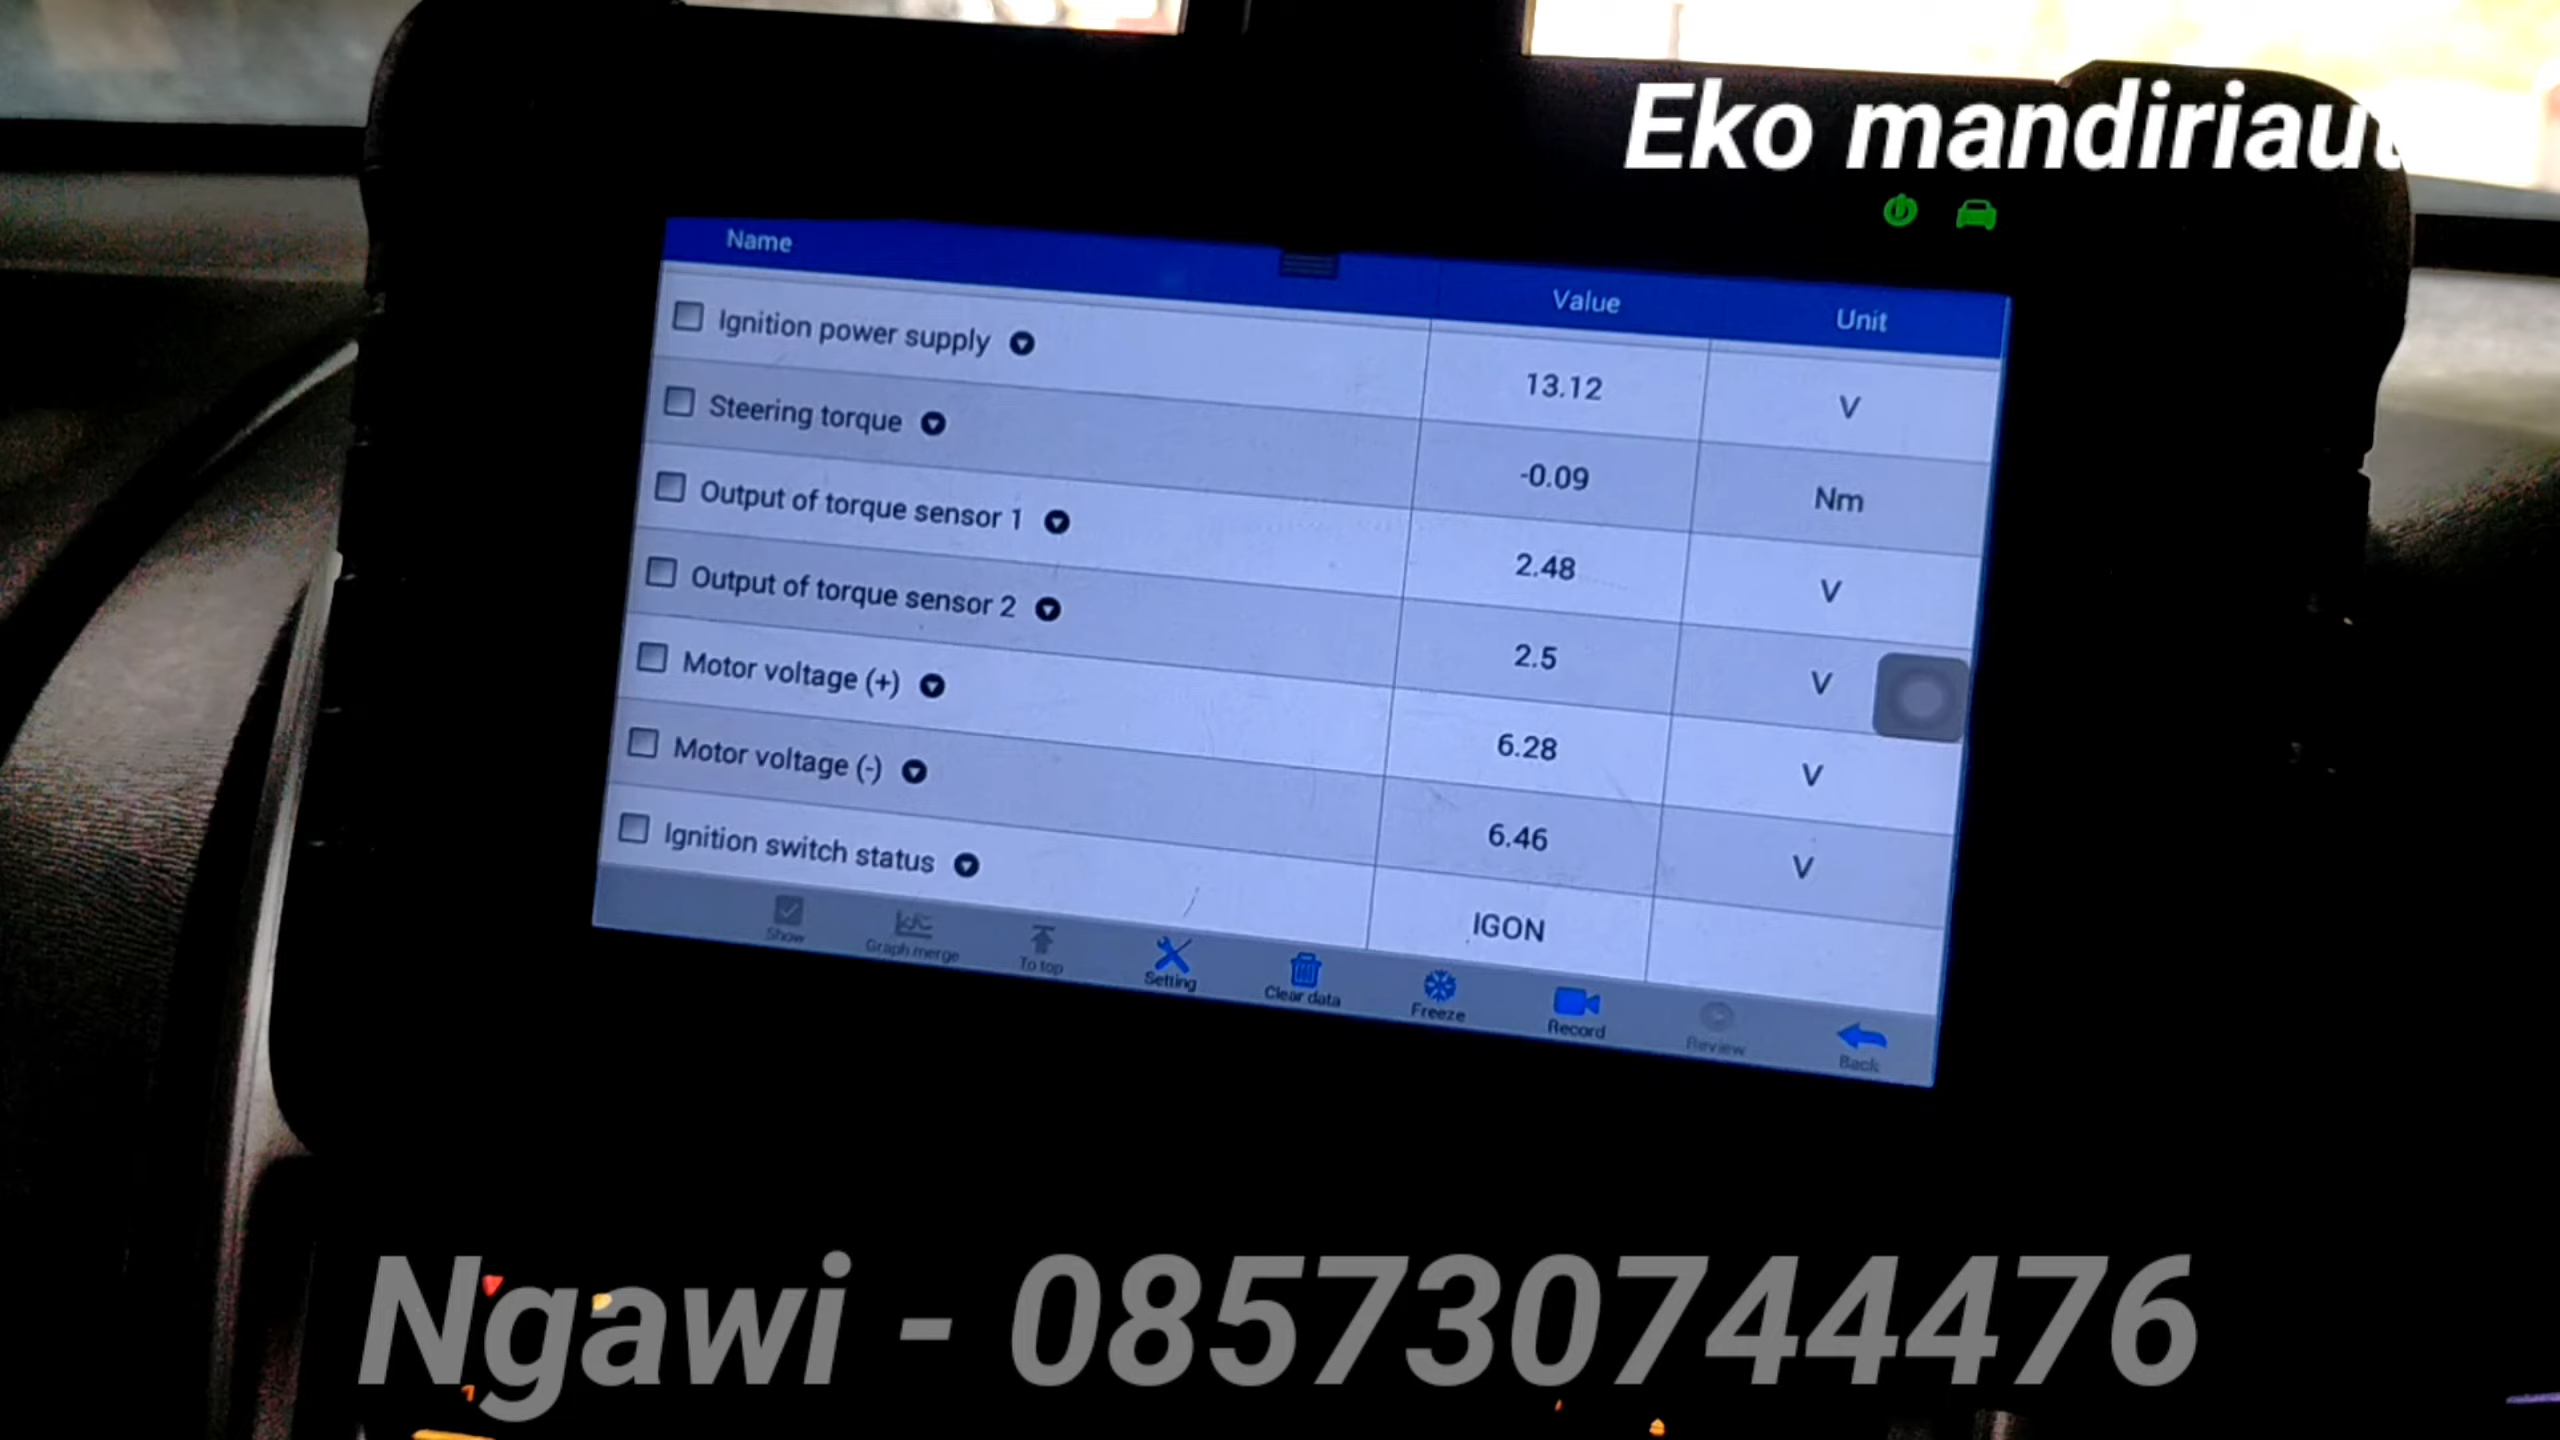 Eko mandiriaut
Name Value Unit
Ignition power supply 13.12 V
Steering torque -0.09 Nm
Output of torque sensor 1 2.48 V
Output of torque sensor 2 2.5 V
Motor voltage (+) 6.28 V
Motor voltage (-) 6.46 V
Ignition switch status IGON
Show Graph merge To top Setting Clear data Freeze Record Review Back
Ngawi - 085730744476